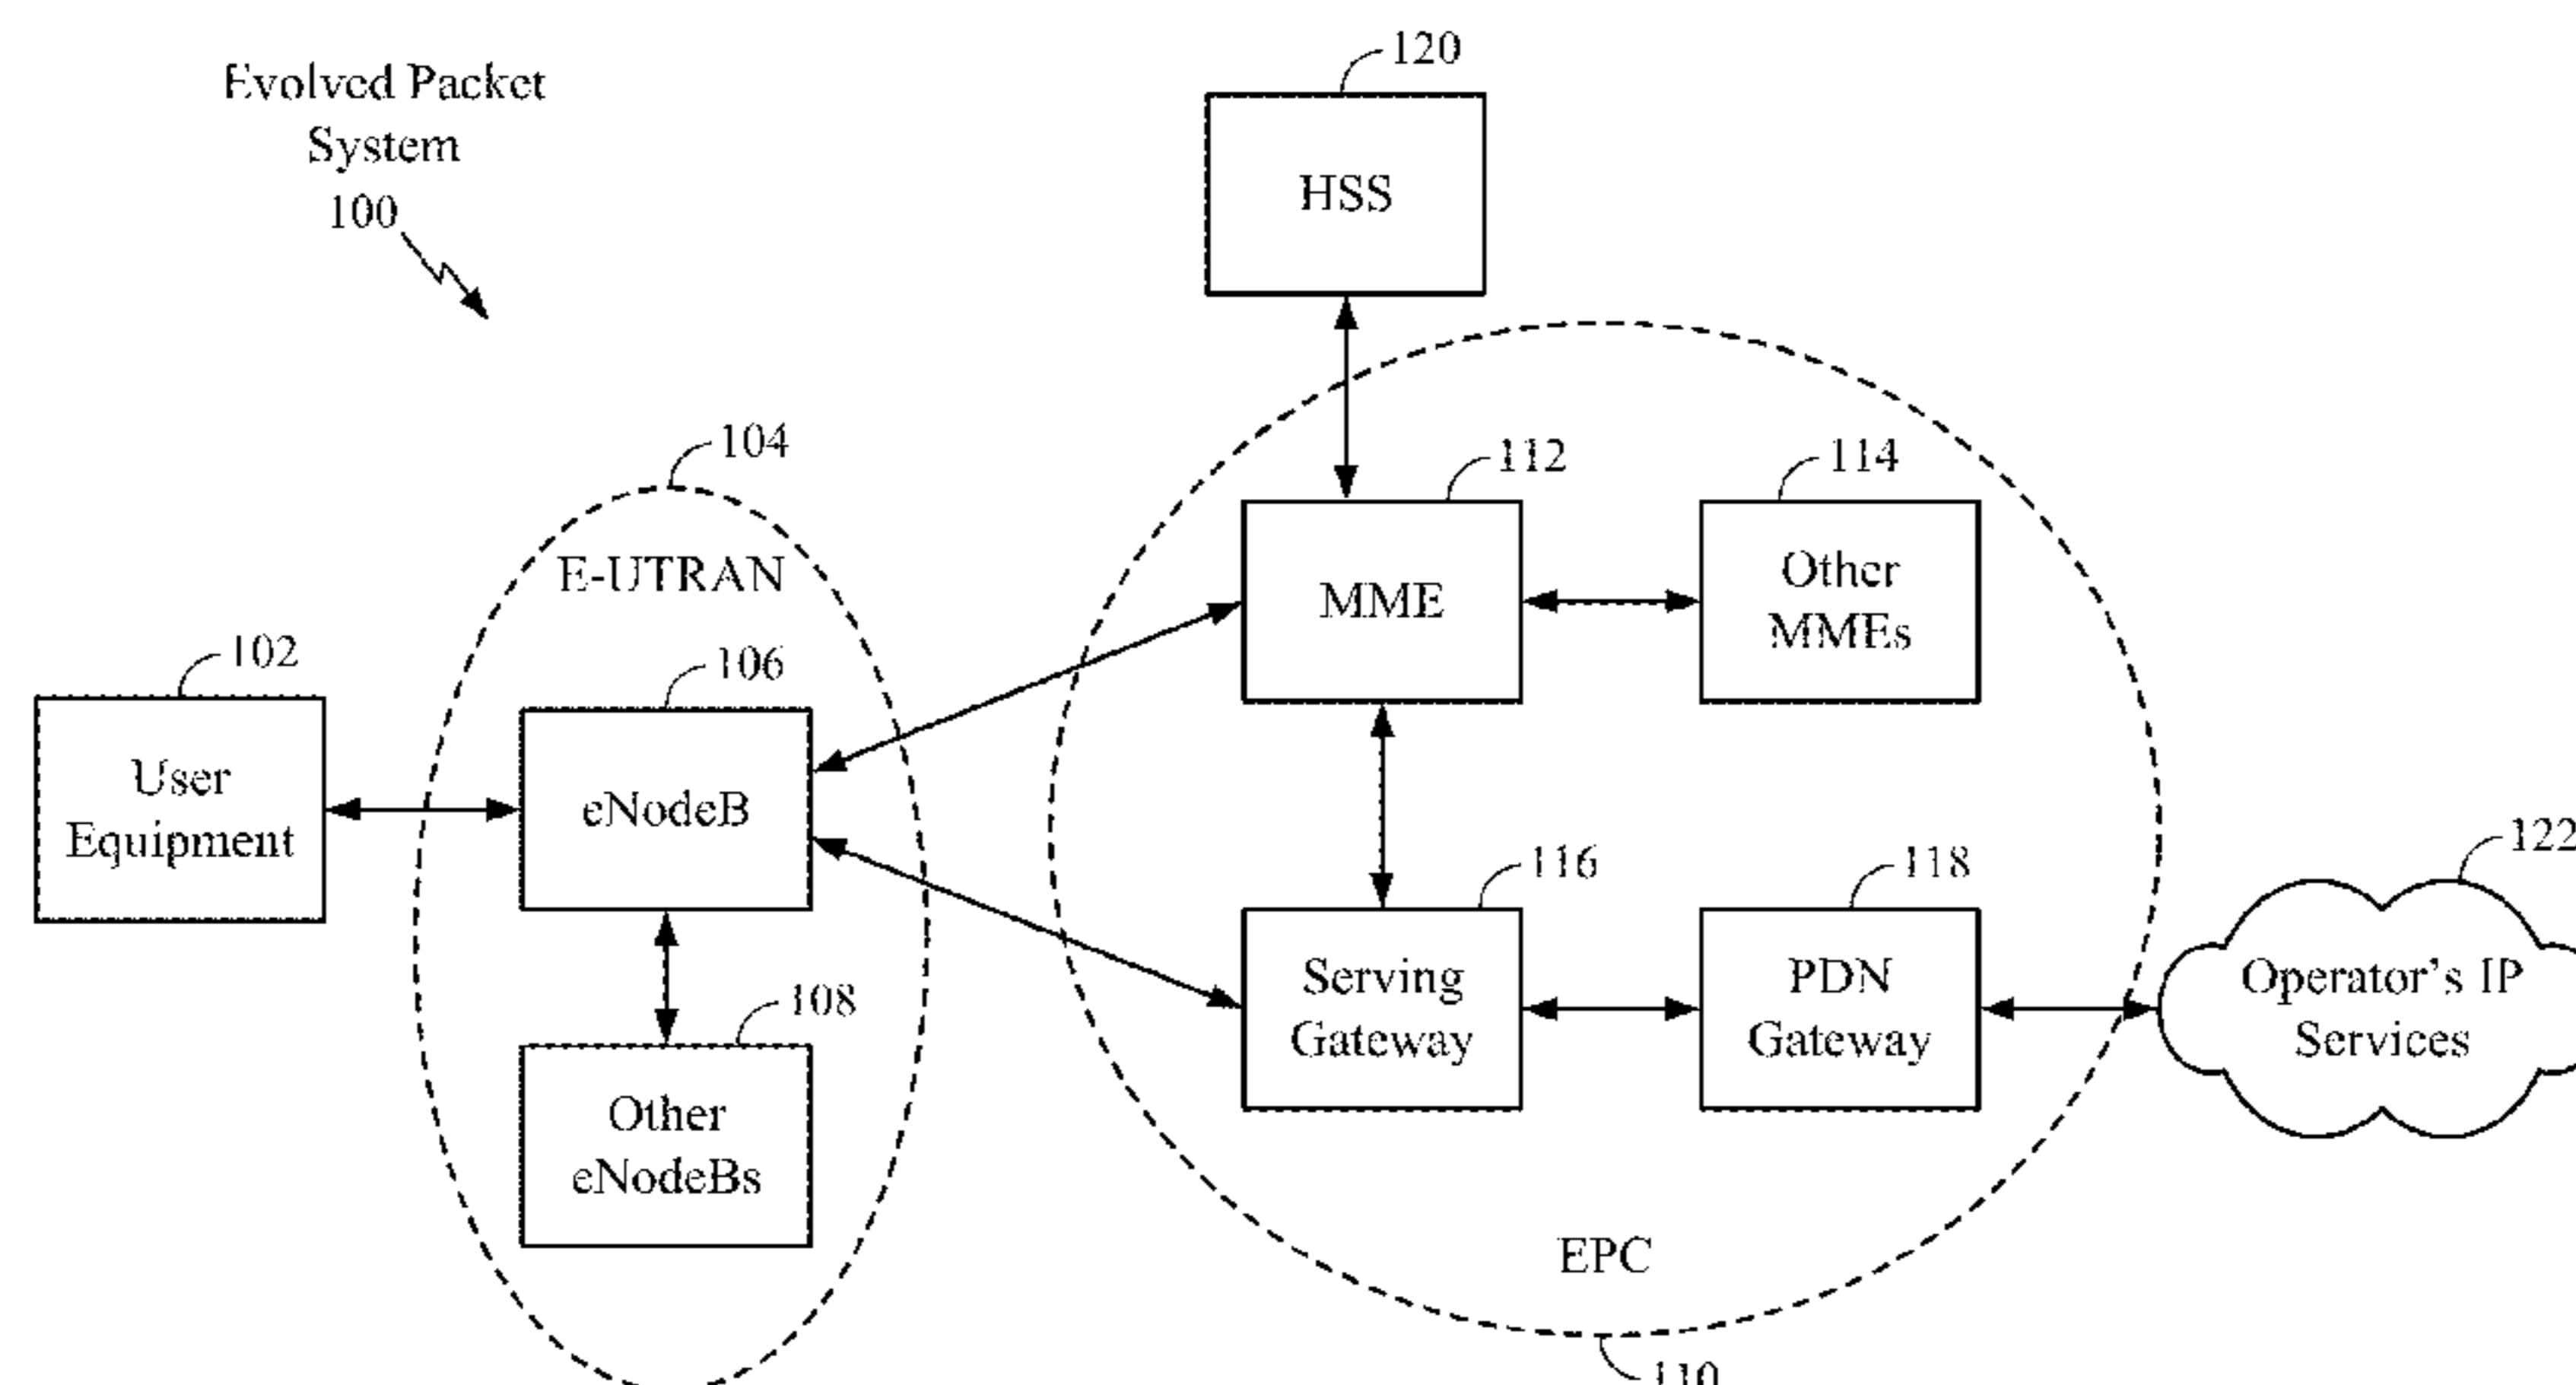 Evolved Packet
System
100
120
HSS
104
E-UTRAN
112
114
MME
Other
MMEs
102
User
Equipment
106
eNodeB
108
Other
eNodeBs
116
Serving
Gateway
118
PDN
Gateway
122
Operator's IP
Services
EPC
110